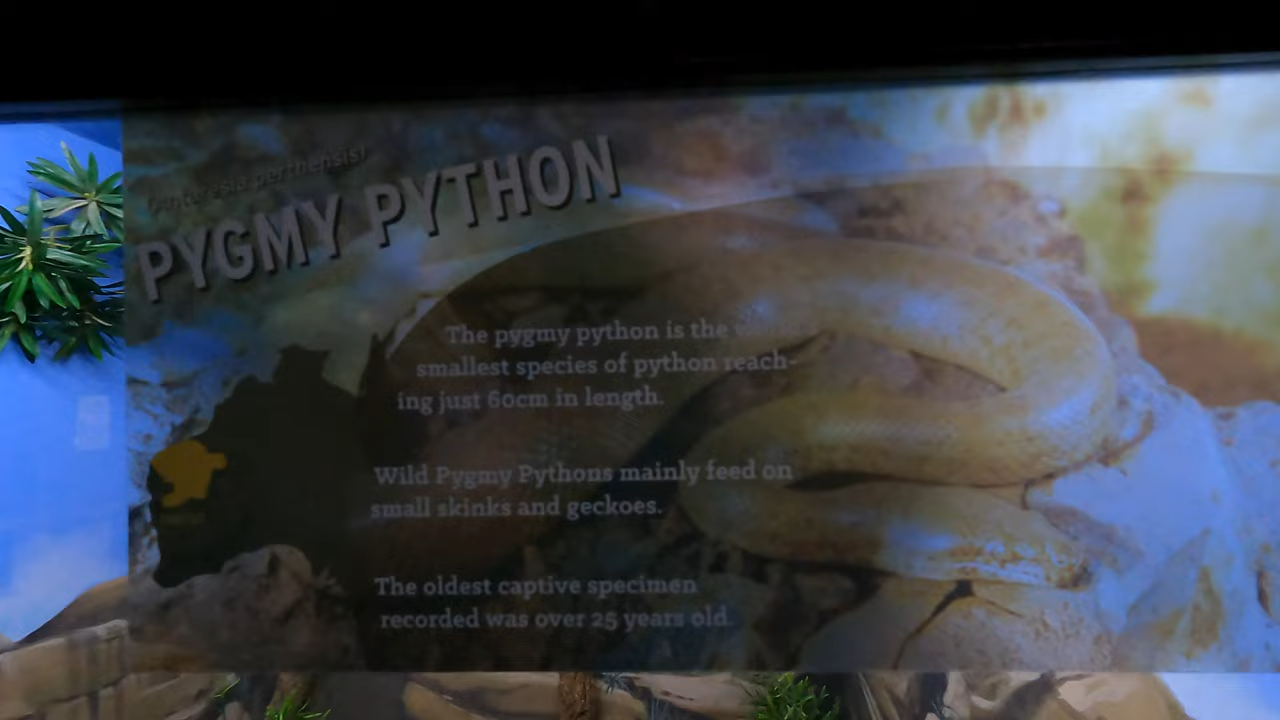 perthensis)
PYGMY PYTHON
The pygmy python is the
smallest species of python reach-
ing just 60cm in length.
Wild Pygmy Pythons mainly feed on
small skinks and geckoes.
The oldest captive specimen
recorded was over 25 years old.